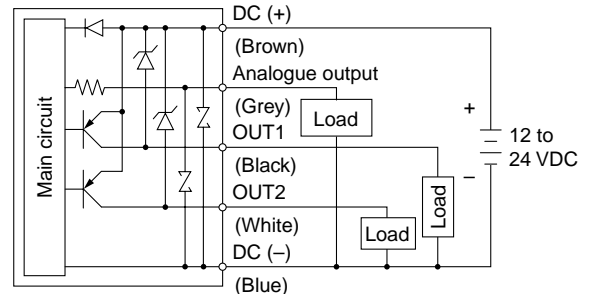 DC (+)
(Brown)
Analogue output
(Grey)
OUT1
(Black)
OUT2
(White)
DC (–)
(Blue)
Main circuit
Load
Load
Load
+
–
12 to
24 VDC